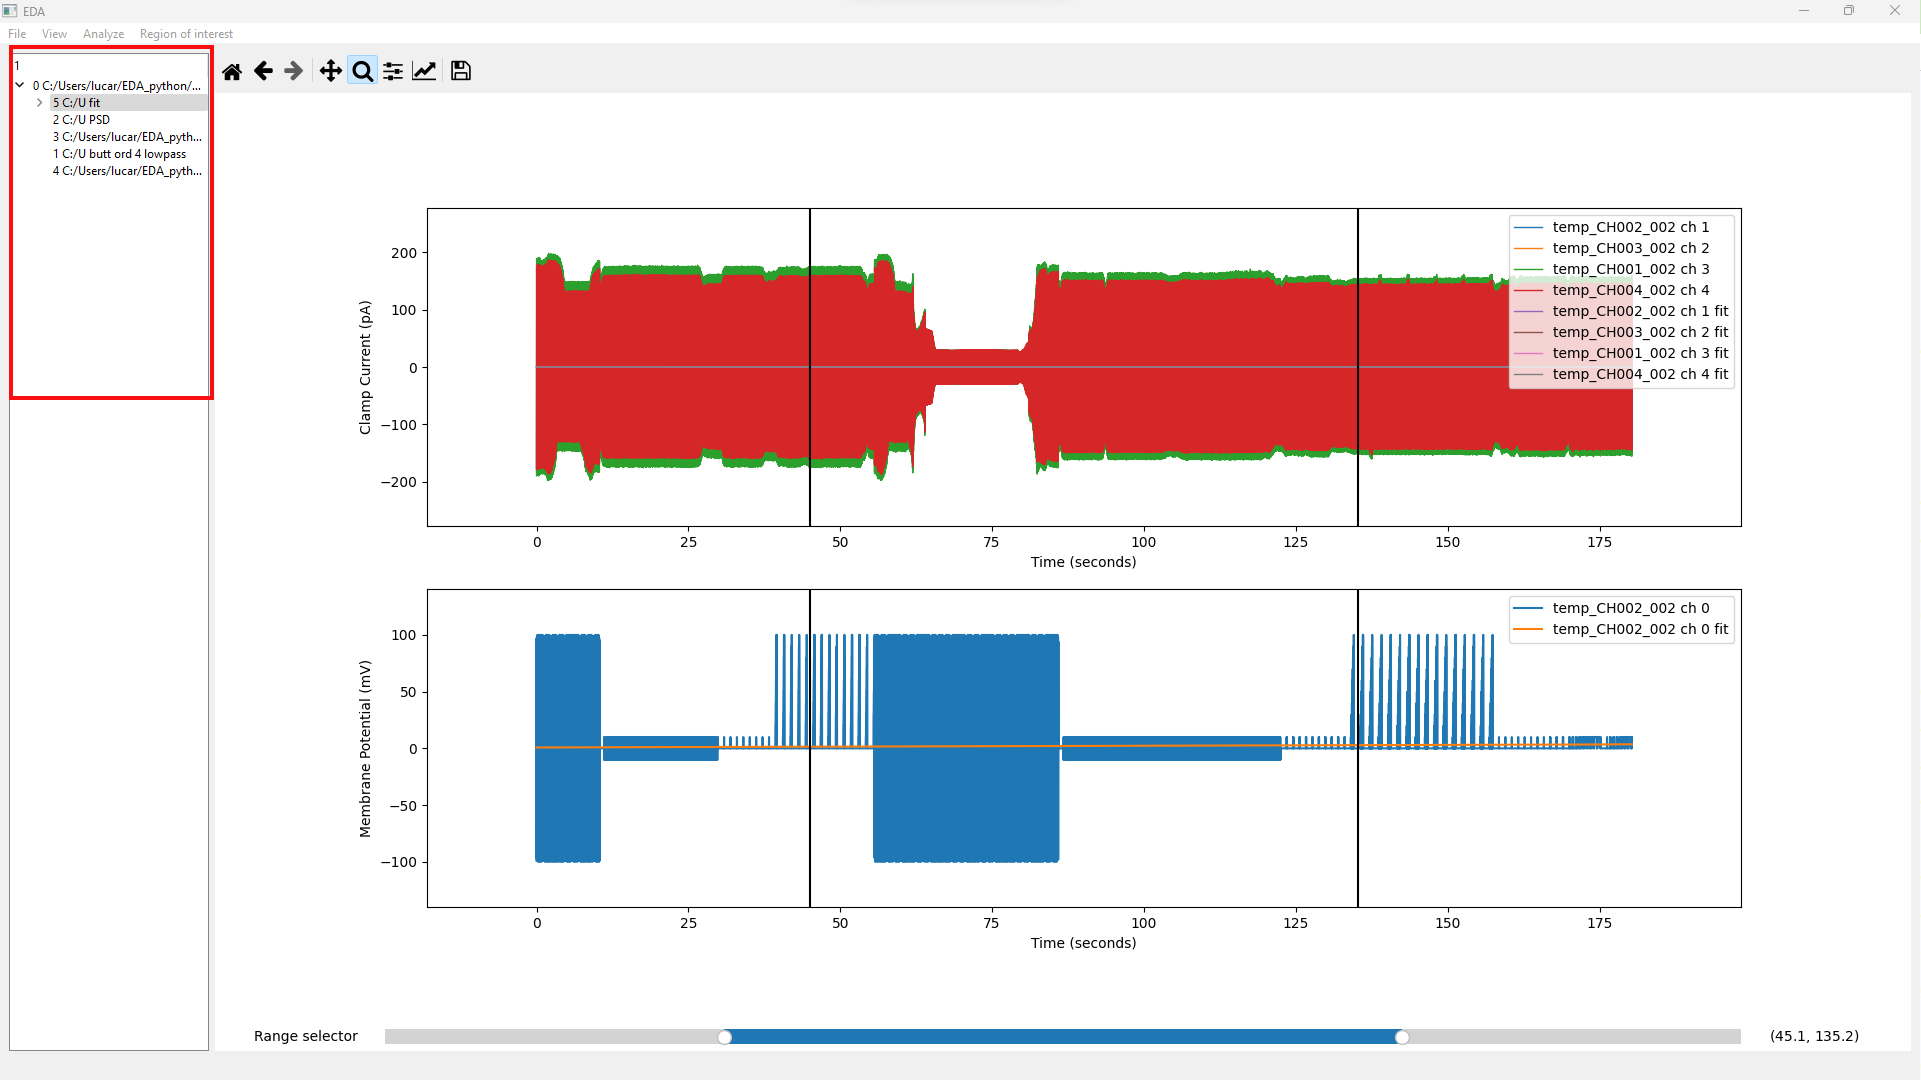 EDA
File View Analyze Region of interest
1
0 C:/Users/lucar/EDA_python/...
5 C:/U fit
2 C:/U PSD
3 C:/Users/lucar/EDA_pyth...
1 C:/U butt ord 4 lowpass
4 C:/Users/lucar/EDA_pyth...
Clamp Current (pA)
200
100
0
−100
−200
temp_CH002_002 ch 1
temp_CH003_002 ch 2
temp_CH001_002 ch 3
temp_CH004_002 ch 4
temp_CH002_002 ch 1 fit
temp_CH003_002 ch 2 fit
temp_CH001_002 ch 3 fit
temp_CH004_002 ch 4 fit
0 25 50 75 100 125 150 175
Time (seconds)
Membrane Potential (mV)
100
50
0
−50
−100
temp_CH002_002 ch 0
temp_CH002_002 ch 0 fit
0 25 50 75 100 125 150 175
Time (seconds)
Range selector (45.1, 135.2)